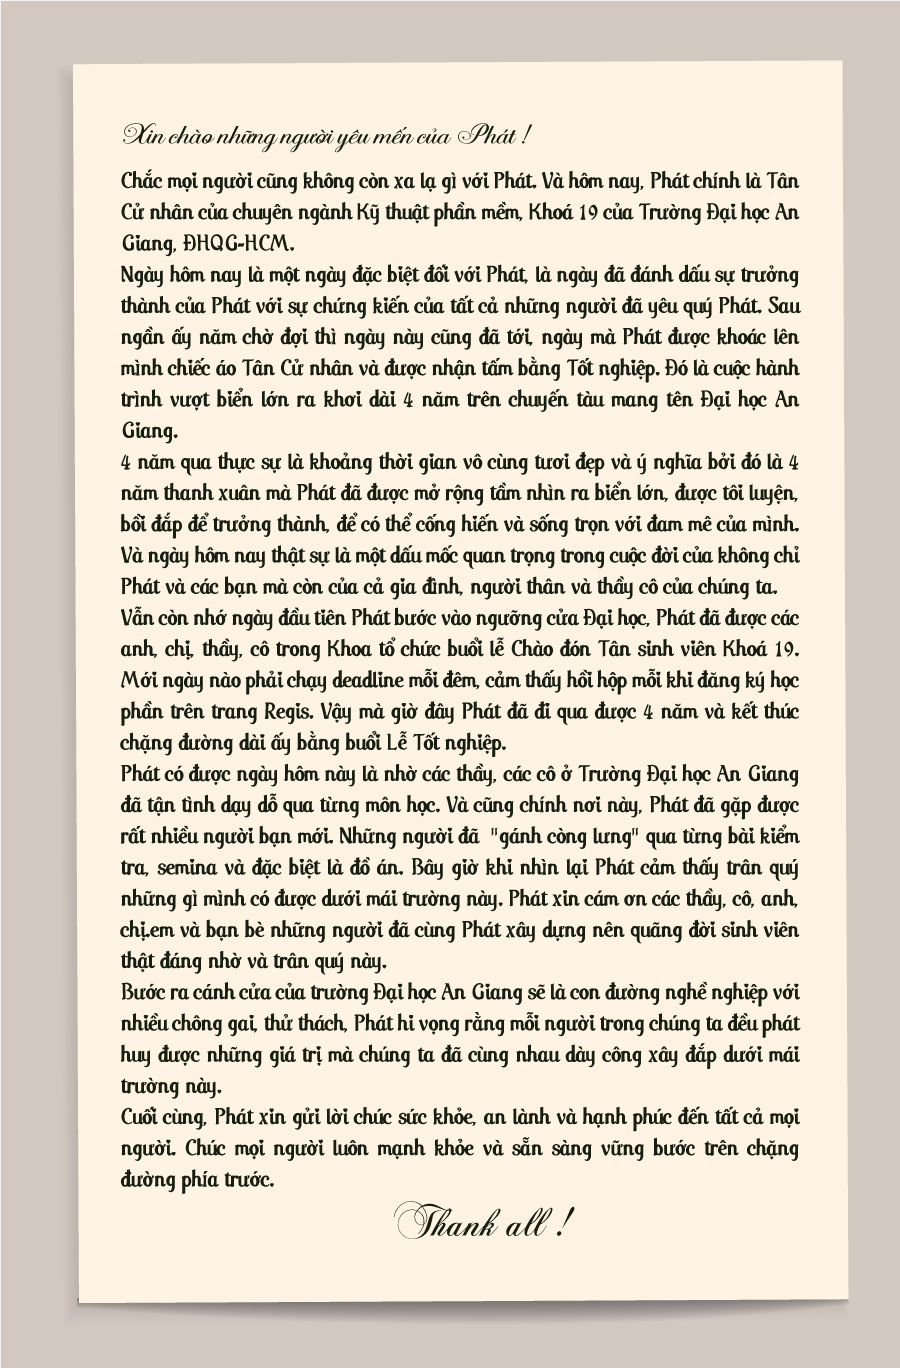 Xin chào những người yêu mến của Phát !
Chắc mọi người cũng không còn xa lạ gì với Phát. Và hôm nay, Phát chính là Tân
Cử nhân của chuyên ngành Kỹ thuật phần mềm, Khoá 19 của Trường Đại học An
Giang, ĐHQG-HCM.
Ngày hôm nay là một ngày đặc biệt đối với Phát, là ngày đã đánh dấu sự trưởng
thành của Phát với sự chứng kiến của tất cả những người đã yêu quý Phát. Sau
ngần ấy năm chờ đợi thì ngày này cũng đã tới, ngày mà Phát được khoác lên
mình chiếc áo Tân Cử nhân và được nhận tấm bằng Tốt nghiệp. Đó là cuộc hành
trình vượt biển lớn ra khơi dài 4 năm trên chuyến tàu mang tên Đại học An
Giang.
4 năm qua thực sự là khoảng thời gian vô cùng tươi đẹp và ý nghĩa bởi đó là 4
năm thanh xuân mà Phát đã được mở rộng tầm nhìn ra biển lớn, được tôi luyện,
bồi đắp để trưởng thành, để có thể cống hiến và sống trọn với đam mê của mình.
Và ngày hôm nay thật sự là một dấu mốc quan trọng trong cuộc đời của không chỉ
Phát và các bạn mà còn của cả gia đình, người thân và thầy cô của chúng ta.
Vẫn còn nhớ ngày đầu tiên Phát bước vào ngưỡng cửa Đại học, Phát đã được các
anh, chị, thầy, cô trong Khoa tổ chức buổi lễ Chào đón Tân sinh viên Khoá 19.
Mới ngày nào phải chạy deadline mỗi đêm, cảm thấy hồi hộp mỗi khi đăng ký học
phần trên trang Regis. Vậy mà giờ đây Phát đã đi qua được 4 năm và kết thúc
chặng đường dài ấy bằng buổi Lễ Tốt nghiệp.
Phát có được ngày hôm này là nhờ các thầy, các cô ở Trường Đại học An Giang
đã tận tình dạy dỗ qua từng môn học. Và cũng chính nơi này, Phát đã gặp được
rất nhiều người bạn mới. Những người đã "gánh còng lưng" qua từng bài kiểm
tra, semina và đặc biệt là đồ án. Bây giờ khi nhìn lại Phát cảm thấy trân quý
những gì mình có được dưới mái trường này. Phát xin cám ơn các thầy, cô, anh,
chị.em và bạn bè những người đã cùng Phát xây dựng nên quãng đời sinh viên
thật đáng nhờ và trân quý này.
Bước ra cánh cửa của trường Đại học An Giang sẽ là con đường nghề nghiệp với
nhiều chông gai, thử thách, Phát hi vọng rằng mỗi người trong chúng ta đều phát
huy được những giá trị mà chúng ta đã cùng nhau dày công xây đắp dưới mái
trường này.
Cuối cùng, Phát xin gửi lời chúc sức khỏe, an lành và hạnh phúc đến tất cả mọi
người. Chúc mọi người luôn mạnh khỏe và sẵn sàng vững bước trên chặng
đường phía trước.
Thank all !